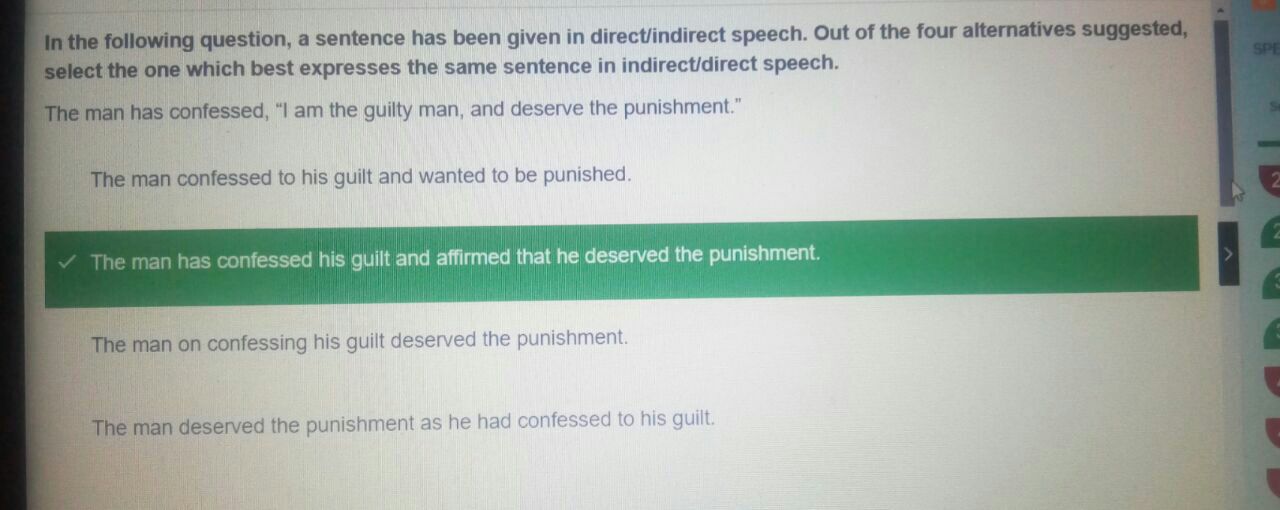 In the following question, a sentence has been given in direct/indirect speech. Out of the four alternatives suggested,
select the one which best expresses the same sentence in indirect/direct speech.
The man has confessed, “I am the guilty man, and deserve the punishment.”
The man confessed to his guilt and wanted to be punished.
The man has confessed his guilt and affirmed that he deserved the punishment.
The man on confessing his guilt deserved the punishment.
The man deserved the punishment as he had confessed to his guilt.